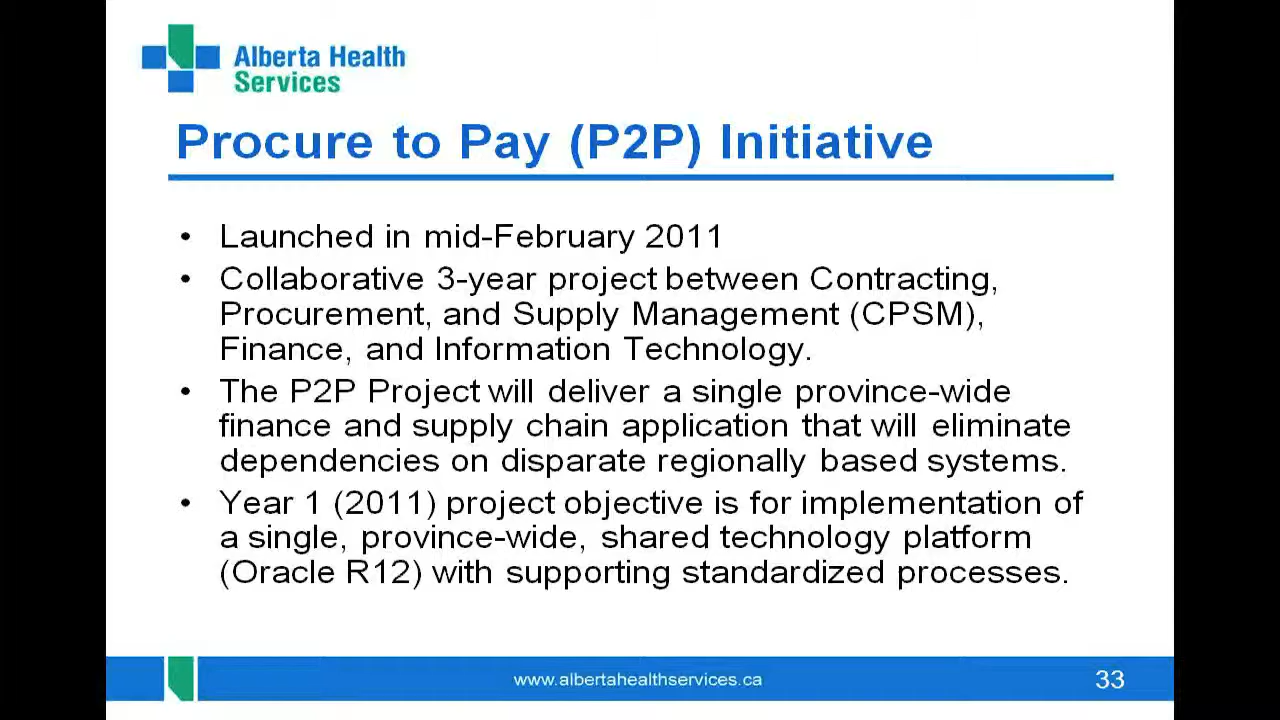 Alberta Health
Services
Procure to Pay (P2P) Initiative
• Launched in mid-February 2011
• Collaborative 3-year project between Contracting,
Procurement, and Supply Management (CPSM),
Finance, and Information Technology.
• The P2P Project will deliver a single province-wide
finance and supply chain application that will eliminate
dependencies on disparate regionally based systems.
• Year 1 (2011) project objective is for implementation of
a single, province-wide, shared technology platform
(Oracle R12) with supporting standardized processes.
www.albertahealthservices.ca
33